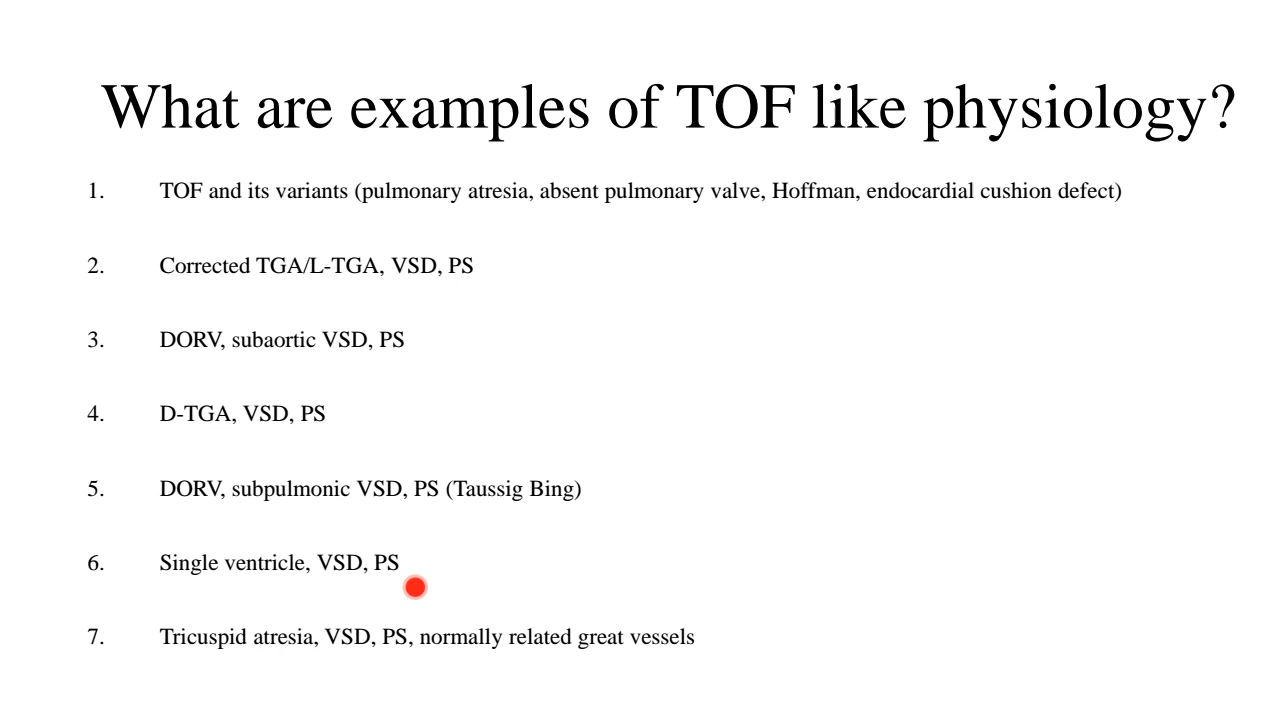 What are examples of TOF like physiology?
1. TOF and its variants (pulmonary atresia, absent pulmonary valve, Hoffman, endocardial cushion defect)
2. Corrected TGA/L-TGA, VSD, PS
3. DORV, subaortic VSD, PS
4. D-TGA, VSD, PS
5. DORV, subpulmonic VSD, PS (Taussig Bing)
6. Single ventricle, VSD, PS
7. Tricuspid atresia, VSD, PS, normally related great vessels